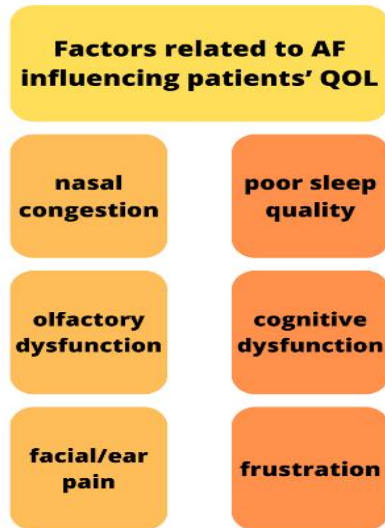 Factors related to AF
influencing patients' QOL
nasal
congestion
poor sleep
quality
olfactory
dysfunction
cognitive
dysfunction
facial/ear
pain
frustration